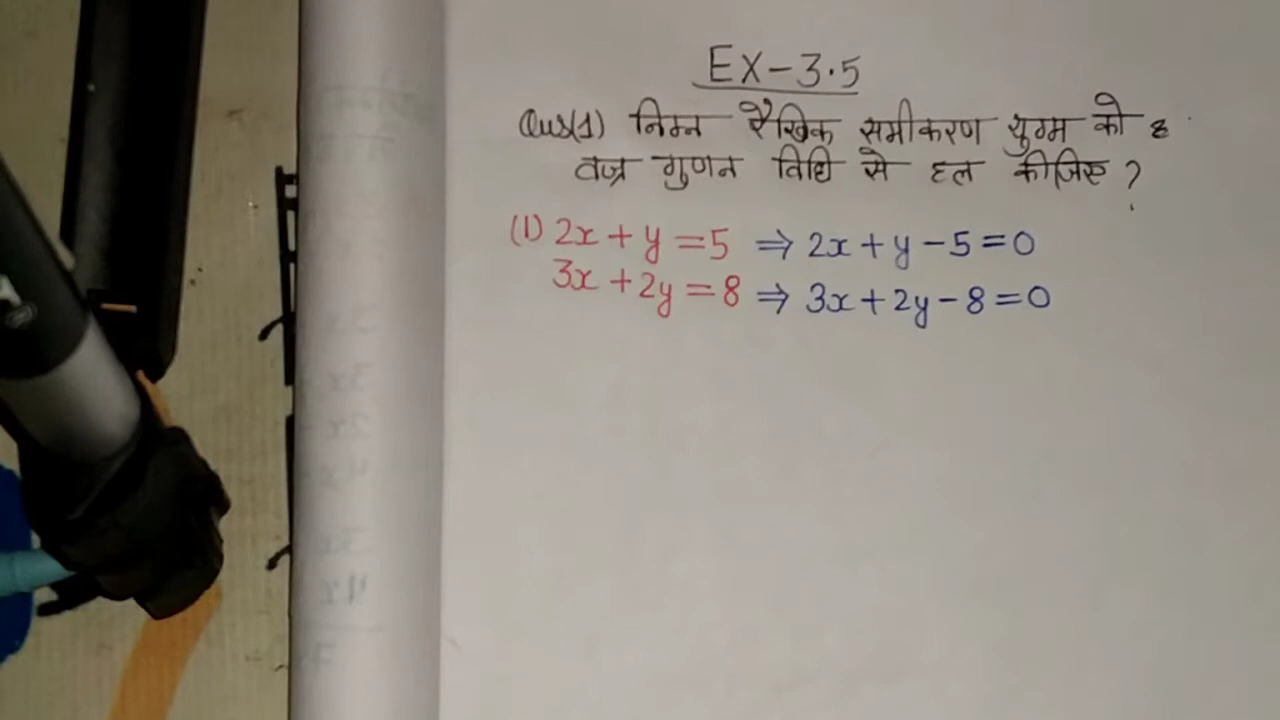 EX-3.5
Qus(1) निम्न रैखिक समीकरण युग्म को
वज्र गुणन विधि से हल कीजिए ?
(1) 2x + y = 5 ⇒ 2x + y - 5 = 0
3x + 2y = 8 ⇒ 3x + 2y - 8 = 0